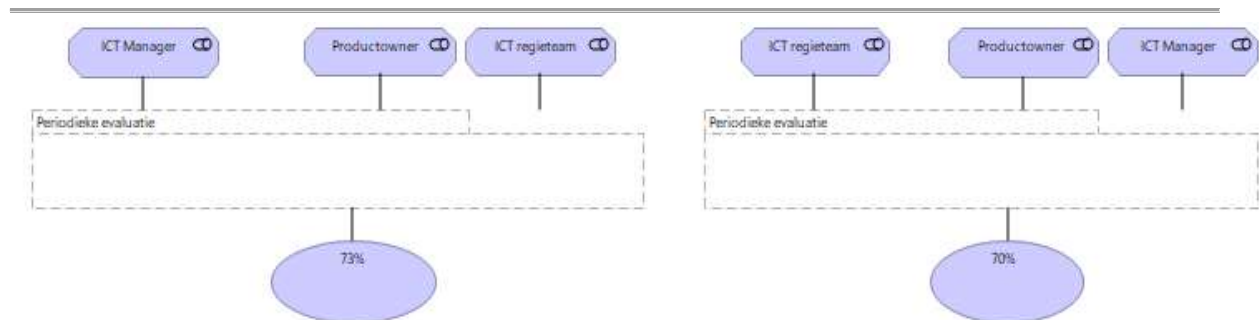 ICT Manager
Productowner
ICT regieteam
Periodieke evaluatie
73%
ICT regieteam
Productowner
ICT Manager
Periodieke evaluatie
70%